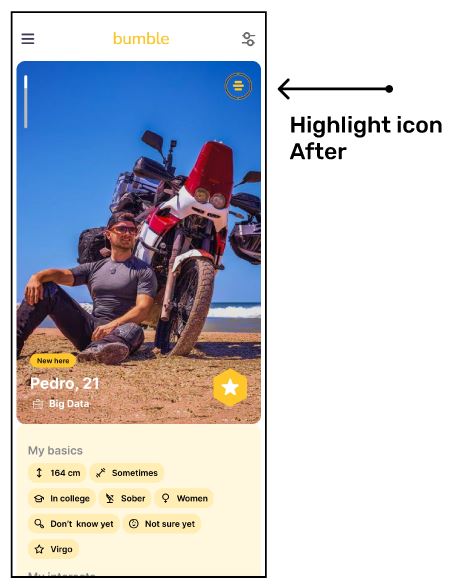 bumble
Highlight icon
After
New here
Pedro, 21
Big Data
My basics
164 cm
Sometimes
In college
Sober
Women
Don't know yet
Not sure yet
Virgo
My interests